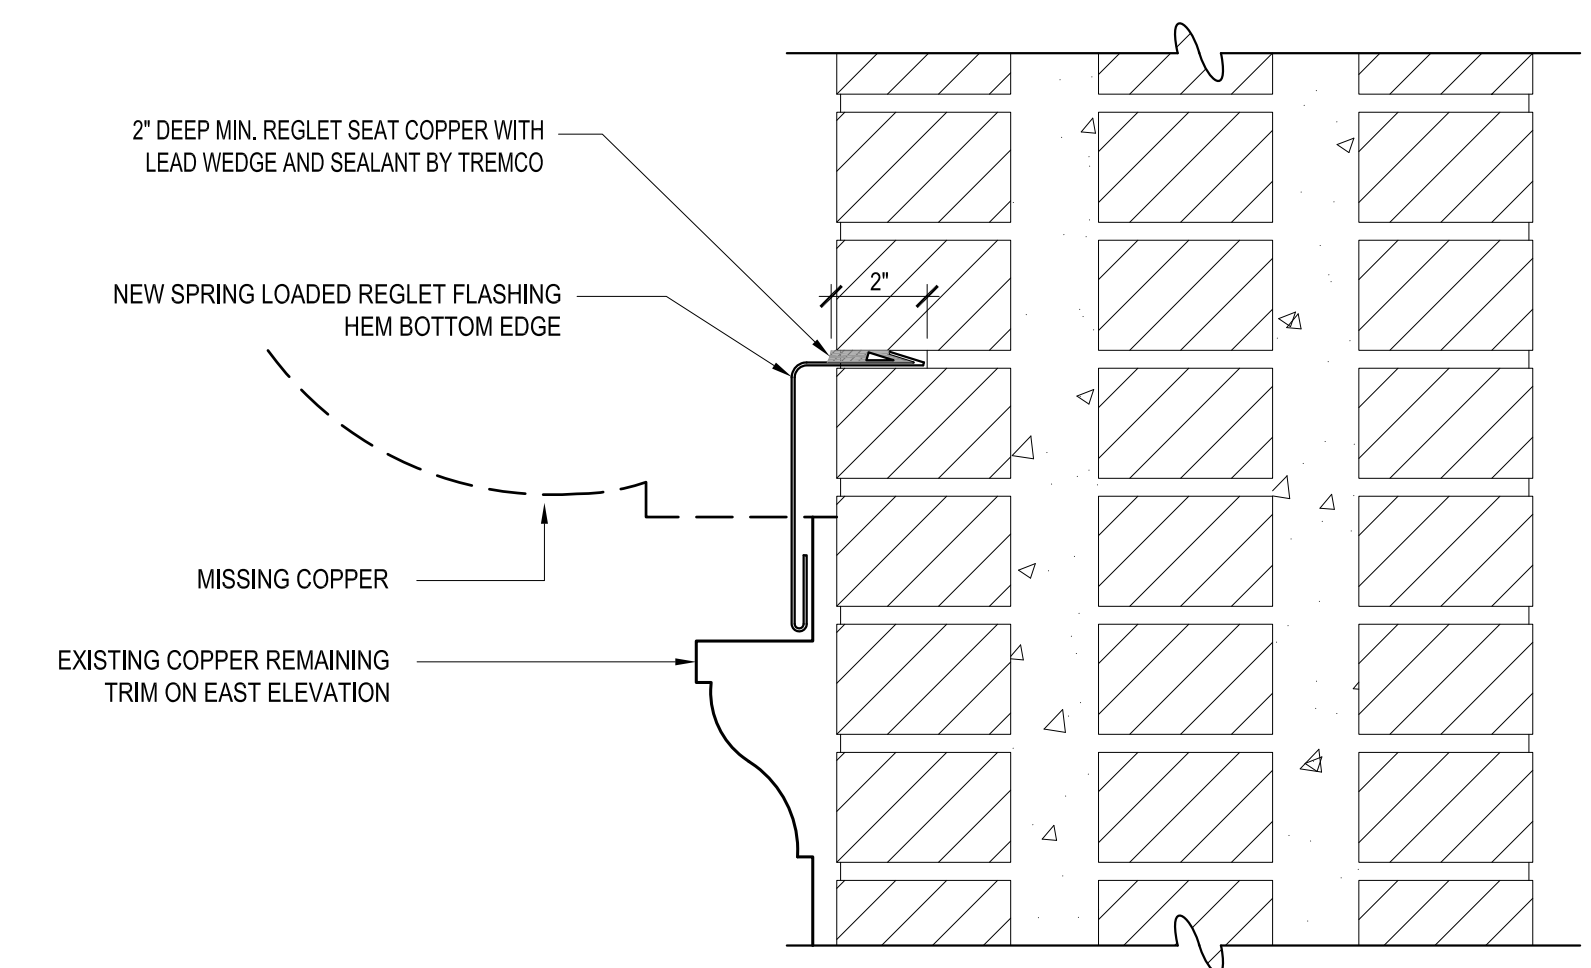 2" DEEP MIN. REGLET SEAT COPPER WITH
LEAD WEDGE AND SEALANT BY TREMCO
2"
NEW SPRING LOADED REGLET FLASHING
HEM BOTTOM EDGE
MISSING COPPER
EXISTING COPPER REMAINING
TRIM ON EAST ELEVATION